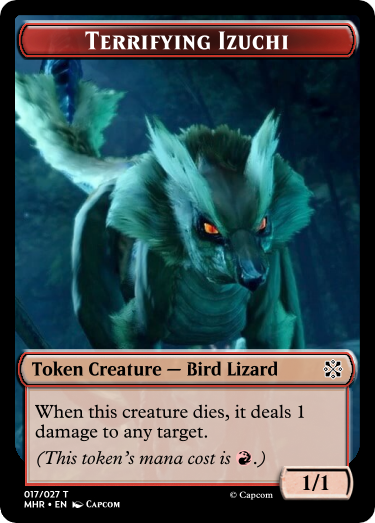 Terrifying Izuchi
Token Creature — Bird Lizard
When this creature dies, it deals 1
damage to any target.
(This token's mana cost is .)
1/1
017/027 T
MHR • EN Capcom
© Capcom